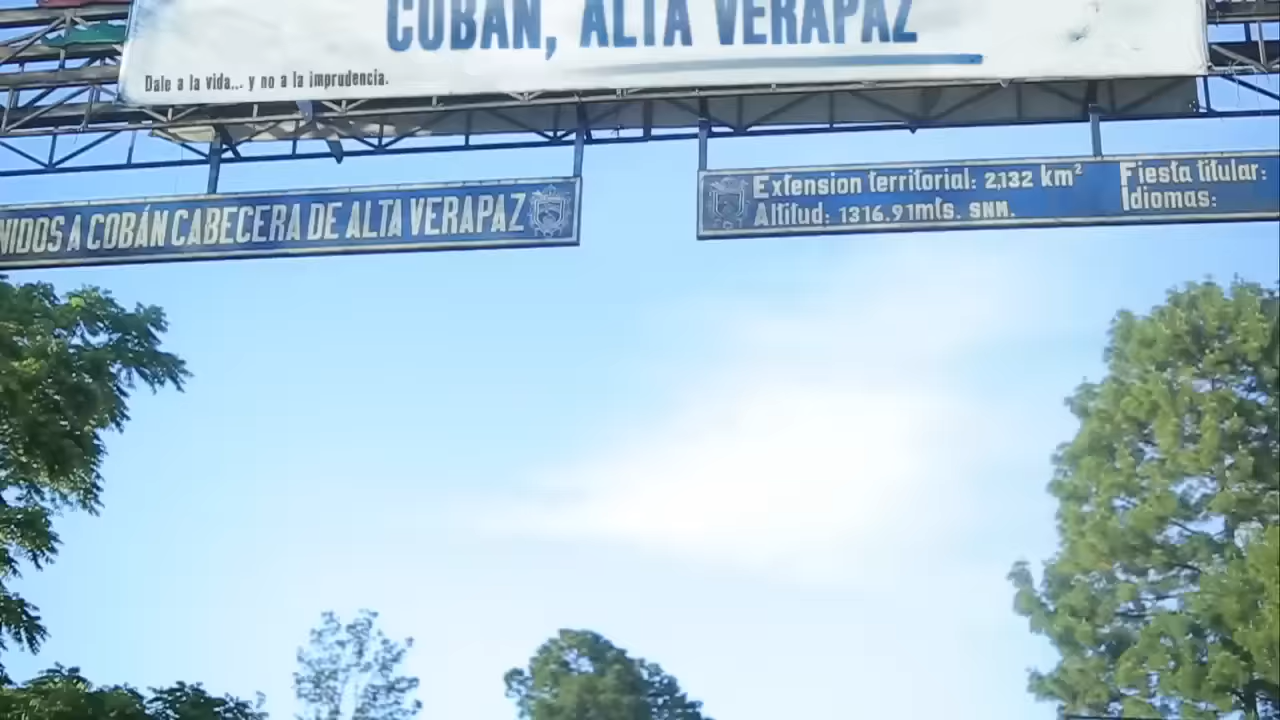 COBÁN, ALTA VERAPAZ
Dale a la vida... y no a la imprudencia.
NIDOS A COBÁN CABECERA DE ALTA VERAPAZ
Extension territorial: 2,132 km²
Altitud: 1316.91mts. SNM.
Fiesta titular:
Idiomas: